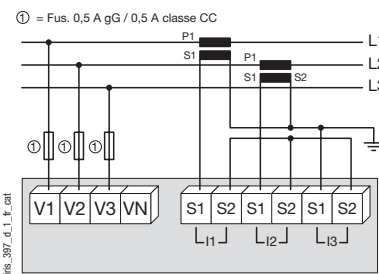 ① = Fus. 0,5 A gG / 0,5 A classe CC
P1 L1
S1 P1 L2
S1 S2 L3
① ① ①
V1 V2 V3 VN S1 S2 S1 S2 S1 S2
I1 I2 I3
iris_397_d_1_fr_cat